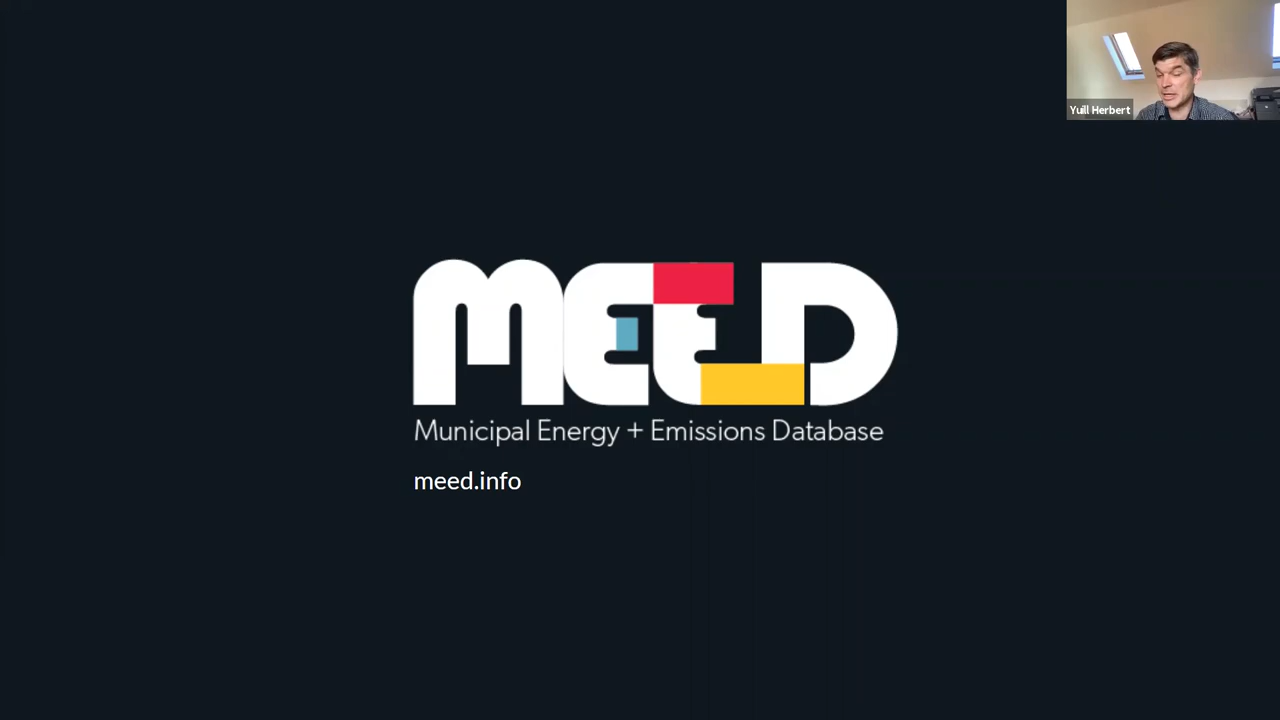 Yuill Herbert
MEED
Municipal Energy + Emissions Database
meed.info